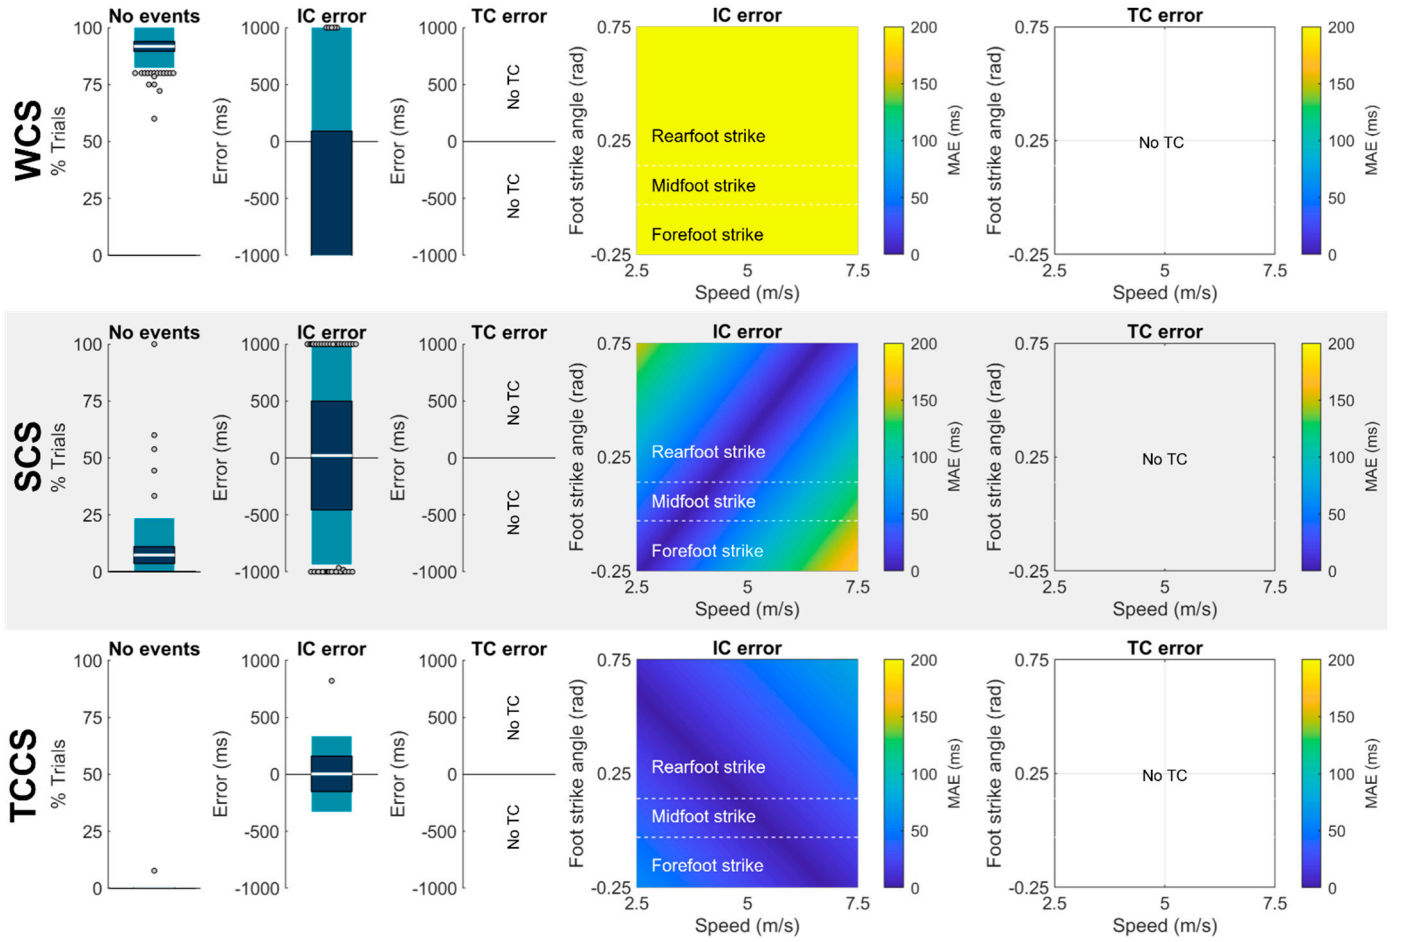 WCS
No events
% Trials
100
75
50
25
0
IC error
Error (ms)
1000
500
0
-500
-1000
TC error
Error (ms)
1000
500
0
-500
-1000
No TC
No TC
IC error
Foot strike angle (rad)
0.75
0.25
-0.25
Rearfoot strike
Midfoot strike
Forefoot strike
2.5 5 7.5
Speed (m/s)
200
150
100
50
0
MAE (ms)
TC error
Foot strike angle (rad)
0.75
0.25
-0.25
No TC
2.5 5 7.5
Speed (m/s)
200
150
100
50
0
MAE (ms)
SCS
No events
% Trials
100
75
50
25
0
IC error
Error (ms)
1000
500
0
-500
-1000
TC error
Error (ms)
1000
500
0
-500
-1000
No TC
No TC
IC error
Foot strike angle (rad)
0.75
0.25
-0.25
Rearfoot strike
Midfoot strike
Forefoot strike
2.5 5 7.5
Speed (m/s)
200
150
100
50
0
MAE (ms)
TC error
Foot strike angle (rad)
0.75
0.25
-0.25
No TC
2.5 5 7.5
Speed (m/s)
200
150
100
50
0
MAE (ms)
TCCS
No events
% Trials
100
75
50
25
0
IC error
Error (ms)
1000
500
0
-500
-1000
TC error
Error (ms)
1000
500
0
-500
-1000
No TC
No TC
IC error
Foot strike angle (rad)
0.75
0.25
-0.25
Rearfoot strike
Midfoot strike
Forefoot strike
2.5 5 7.5
Speed (m/s)
200
150
100
50
0
MAE (ms)
TC error
Foot strike angle (rad)
0.75
0.25
-0.25
No TC
2.5 5 7.5
Speed (m/s)
200
150
100
50
0
MAE (ms)